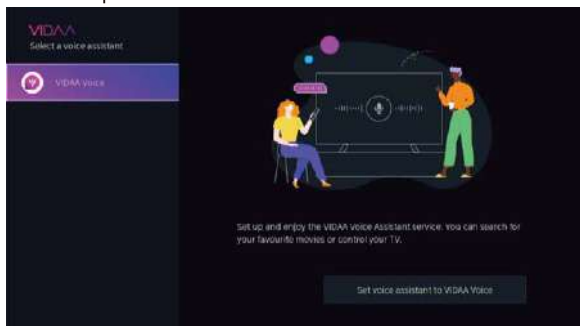 VIDAA
Select a voice assistant
VIDAA Voice
Set up and enjoy the VIDAA Voice Assistant service. You can search for
your favourite movies or control your TV.
Set voice assistant to VIDAA Voice